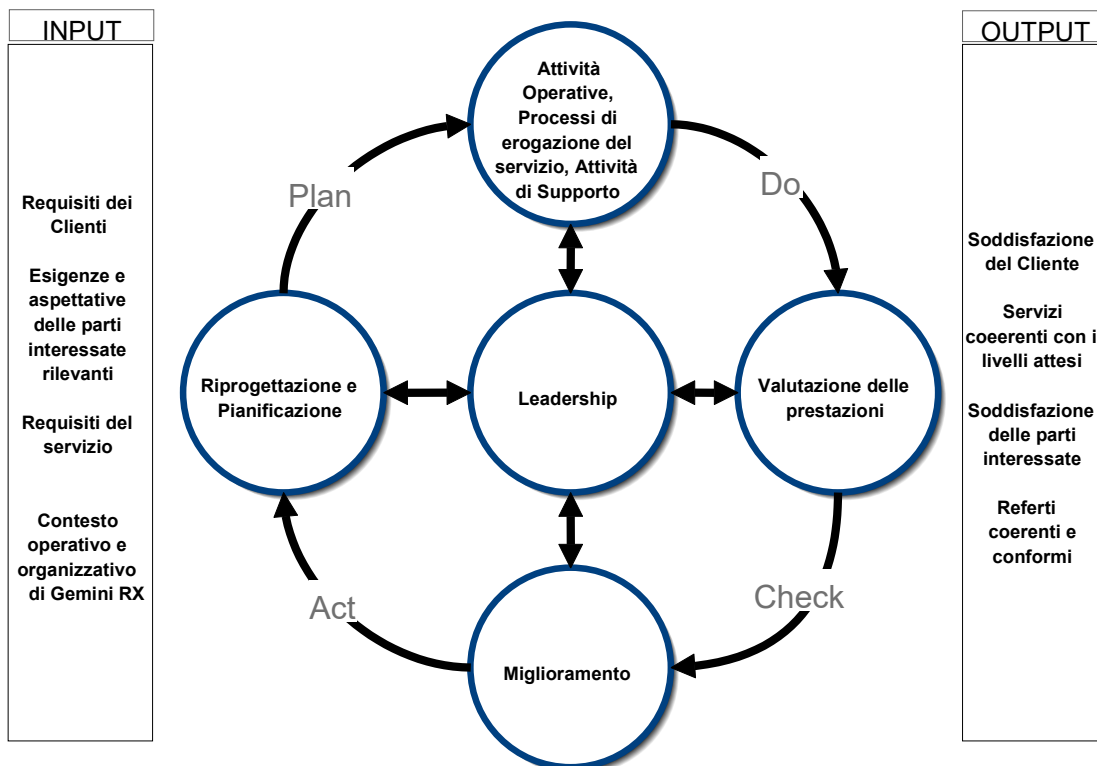 INPUT
Requisiti dei
Clienti
Esigenze e
aspettative
delle parti
interessate
rilevanti
Requisiti del
servizio
Contesto
operativo e
organizzativo
di Gemini RX
Attività
Operative,
Processi di
erogazione del
servizio, Attività
di Supporto
Plan
Do
Riprogettazione e
Pianificazione
Leadership
Valutazione delle
prestazioni
Act
Check
Miglioramento
OUTPUT
Soddisfazione
del Cliente
Servizi
coeerenti con i
livelli attesi
Soddisfazione
delle parti
interessate
Referti
coerenti e
conformi